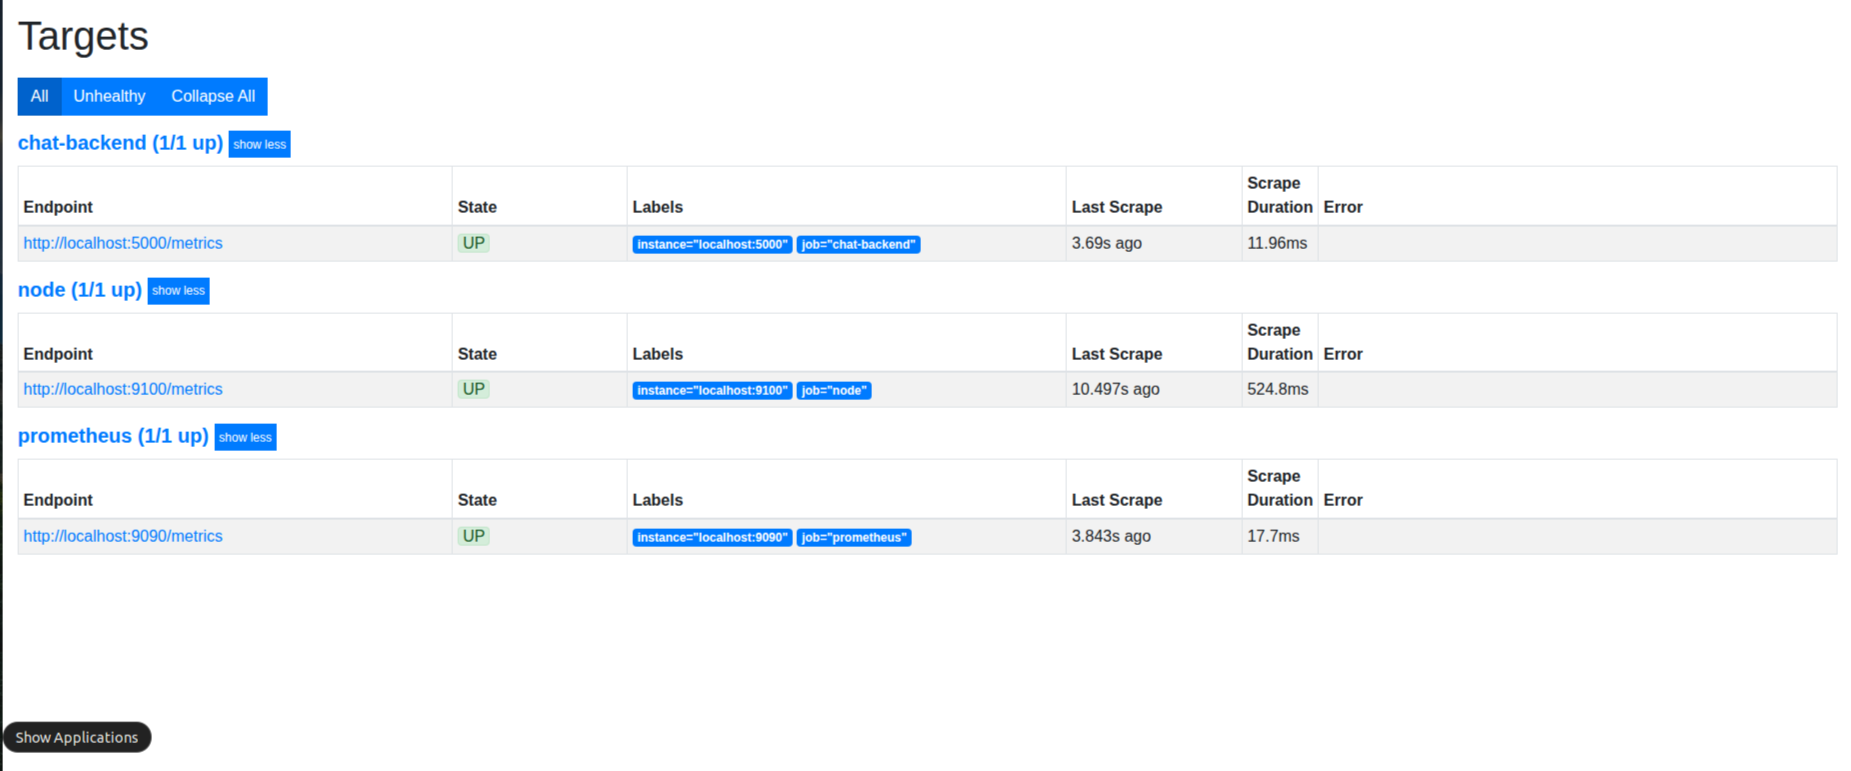 Targets
All Unhealthy Collapse All
chat-backend (1/1 up) show less
Endpoint State Labels Last Scrape Scrape Duration Error
http://localhost:5000/metrics UP instance="localhost:5000" job="chat-backend" 3.69s ago 11.96ms
node (1/1 up) show less
Endpoint State Labels Last Scrape Scrape Duration Error
http://localhost:9100/metrics UP instance="localhost:9100" job="node" 10.497s ago 524.8ms
prometheus (1/1 up) show less
Endpoint State Labels Last Scrape Scrape Duration Error
http://localhost:9090/metrics UP instance="localhost:9090" job="prometheus" 3.843s ago 17.7ms
Show Applications